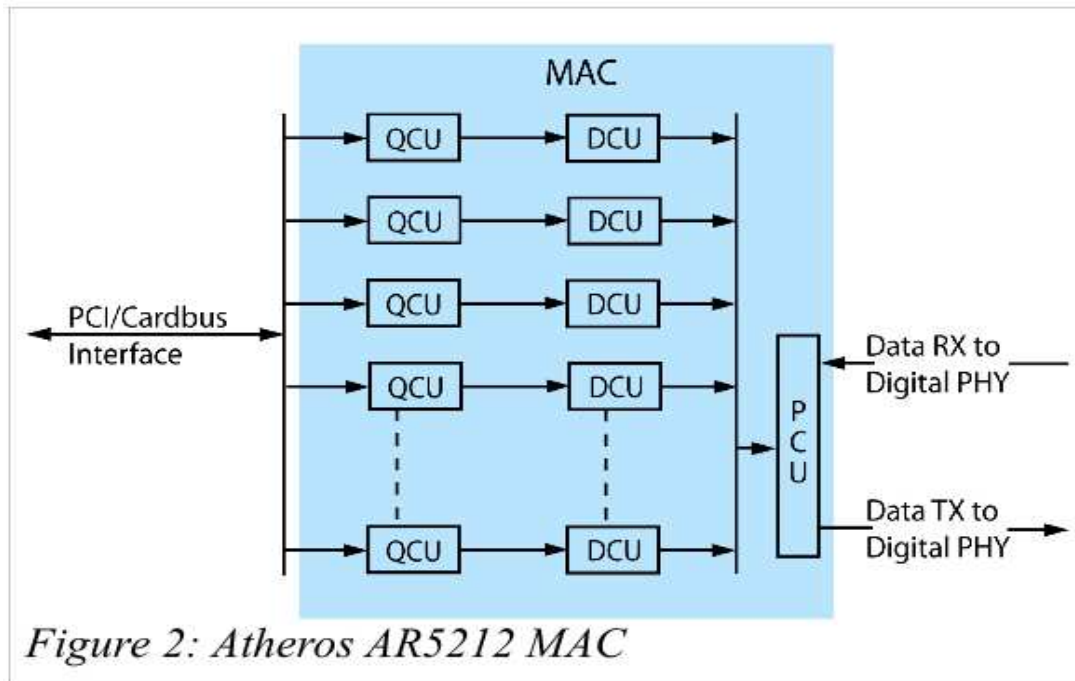 MAC
QCU DCU
QCU DCU
QCU DCU
PCI/Cardbus
Interface
QCU DCU
Data RX to
Digital PHY
PCU
Data TX to
Digital PHY
QCU DCU
Figure 2: Atheros AR5212 MAC